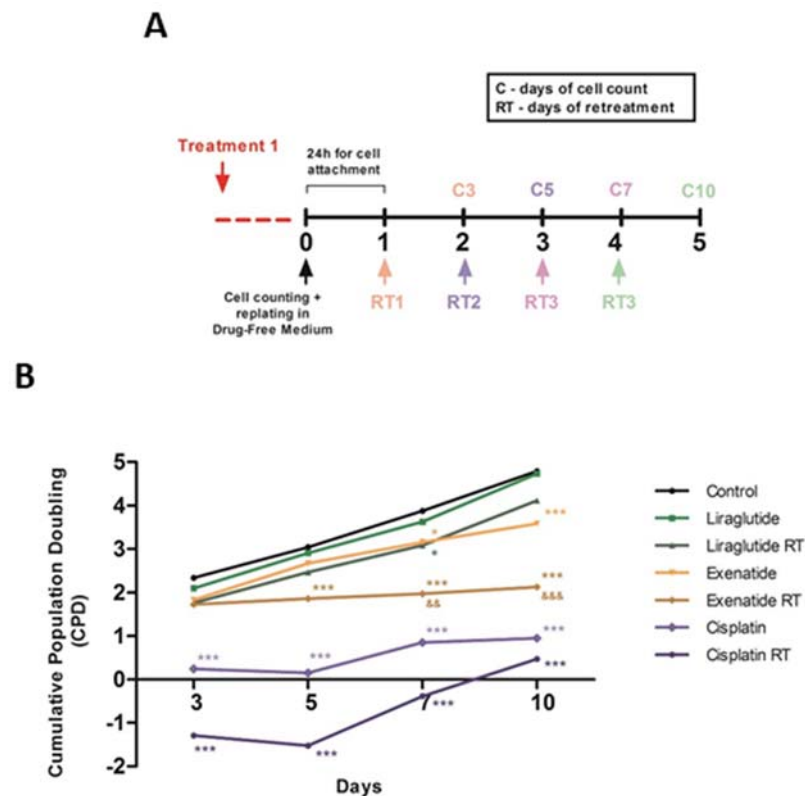 A
C - days of cell count
RT - days of retreatment
Treatment 1
24h for cell
attachment
C3 C5 C7 C10
0 1 2 3 4 5
Cell counting +
replating in
Drug-Free Medium
RT1 RT2 RT3 RT3
B
Cumulative Population Doubling
(CPD)
5
4
3
2
1
0
-1
-2
3 5 7 10
Days
Control
Liraglutide
Liraglutide RT
Exenatide
Exenatide RT
Cisplatin
Cisplatin RT
***
*
*
*** *** ***
&& &&&
*** *** *** ***
*** *** *** ***